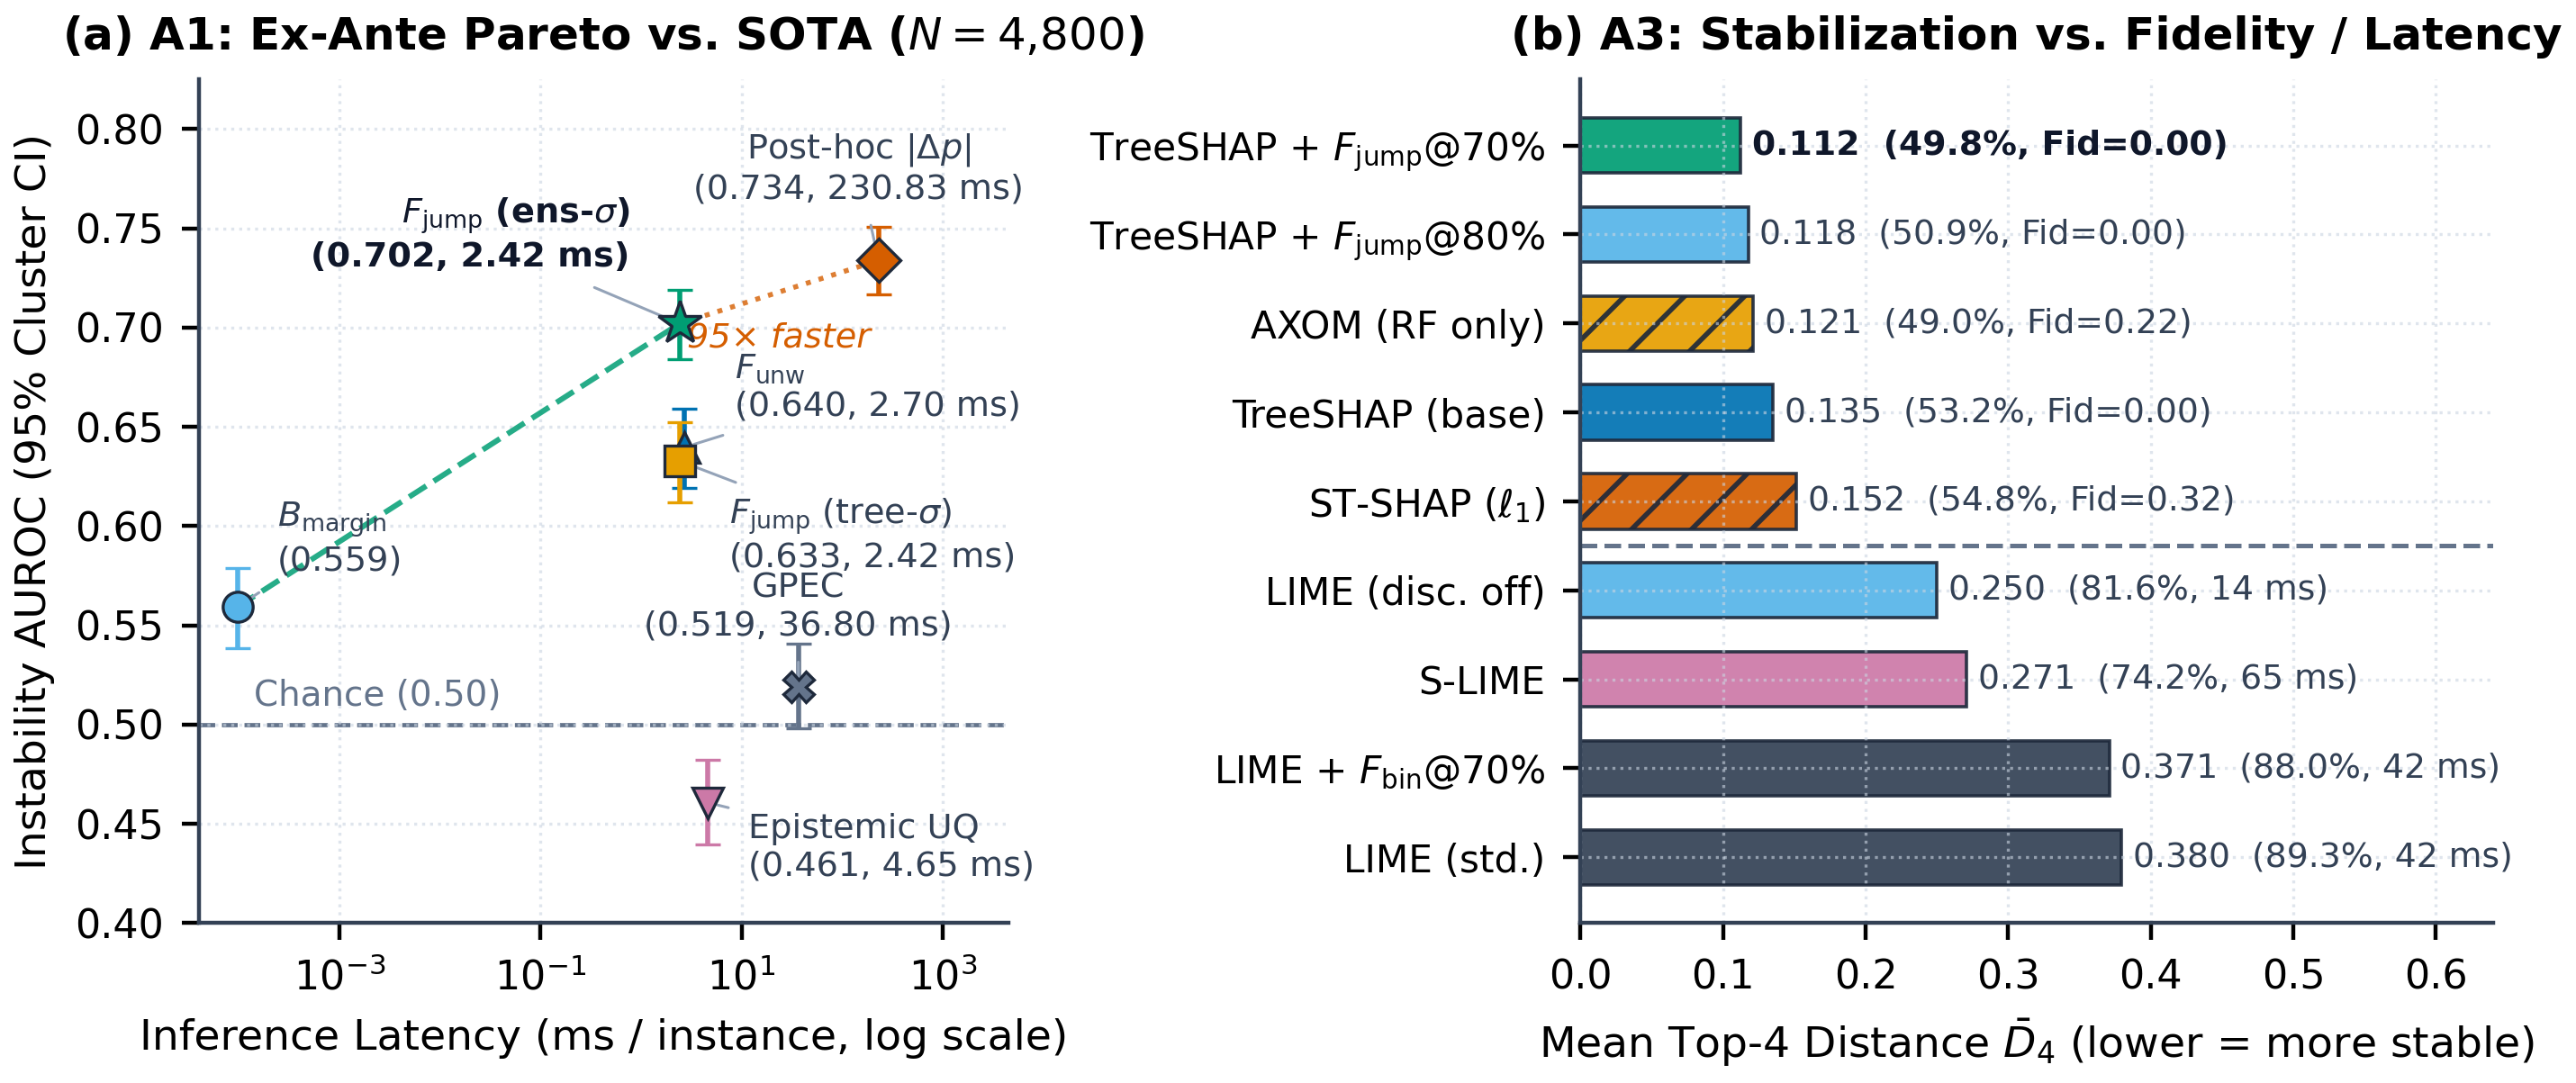 (a) A1: Ex-Ante Pareto vs. SOTA (N = 4,800)
Instability AUROC (95% Cluster CI)
0.80
0.75
0.70
0.65
0.60
0.55
0.50
0.45
0.40
Post-hoc |Δp|
(0.734, 230.83 ms)
F_jump (ens-σ)
(0.702, 2.42 ms)
95× faster
F_unw
(0.640, 2.70 ms)
B_margin
(0.559)
F_jump (tree-σ)
(0.633, 2.42 ms)
GPEC
(0.519, 36.80 ms)
Chance (0.50)
Epistemic UQ
(0.461, 4.65 ms)
10⁻³ 10⁻¹ 10¹ 10³
Inference Latency (ms / instance, log scale)
(b) A3: Stabilization vs. Fidelity / Latency
TreeSHAP + F_jump@70% 0.112 (49.8%, Fid=0.00)
TreeSHAP + F_jump@80% 0.118 (50.9%, Fid=0.00)
AXOM (RF only) 0.121 (49.0%, Fid=0.22)
TreeSHAP (base) 0.135 (53.2%, Fid=0.00)
ST-SHAP (ℓ₁) 0.152 (54.8%, Fid=0.32)
LIME (disc. off) 0.250 (81.6%, 14 ms)
S-LIME 0.271 (74.2%, 65 ms)
LIME + F_bin@70% 0.371 (88.0%, 42 ms)
LIME (std.) 0.380 (89.3%, 42 ms)
0.0 0.1 0.2 0.3 0.4 0.5 0.6
Mean Top-4 Distance D̄₄ (lower = more stable)